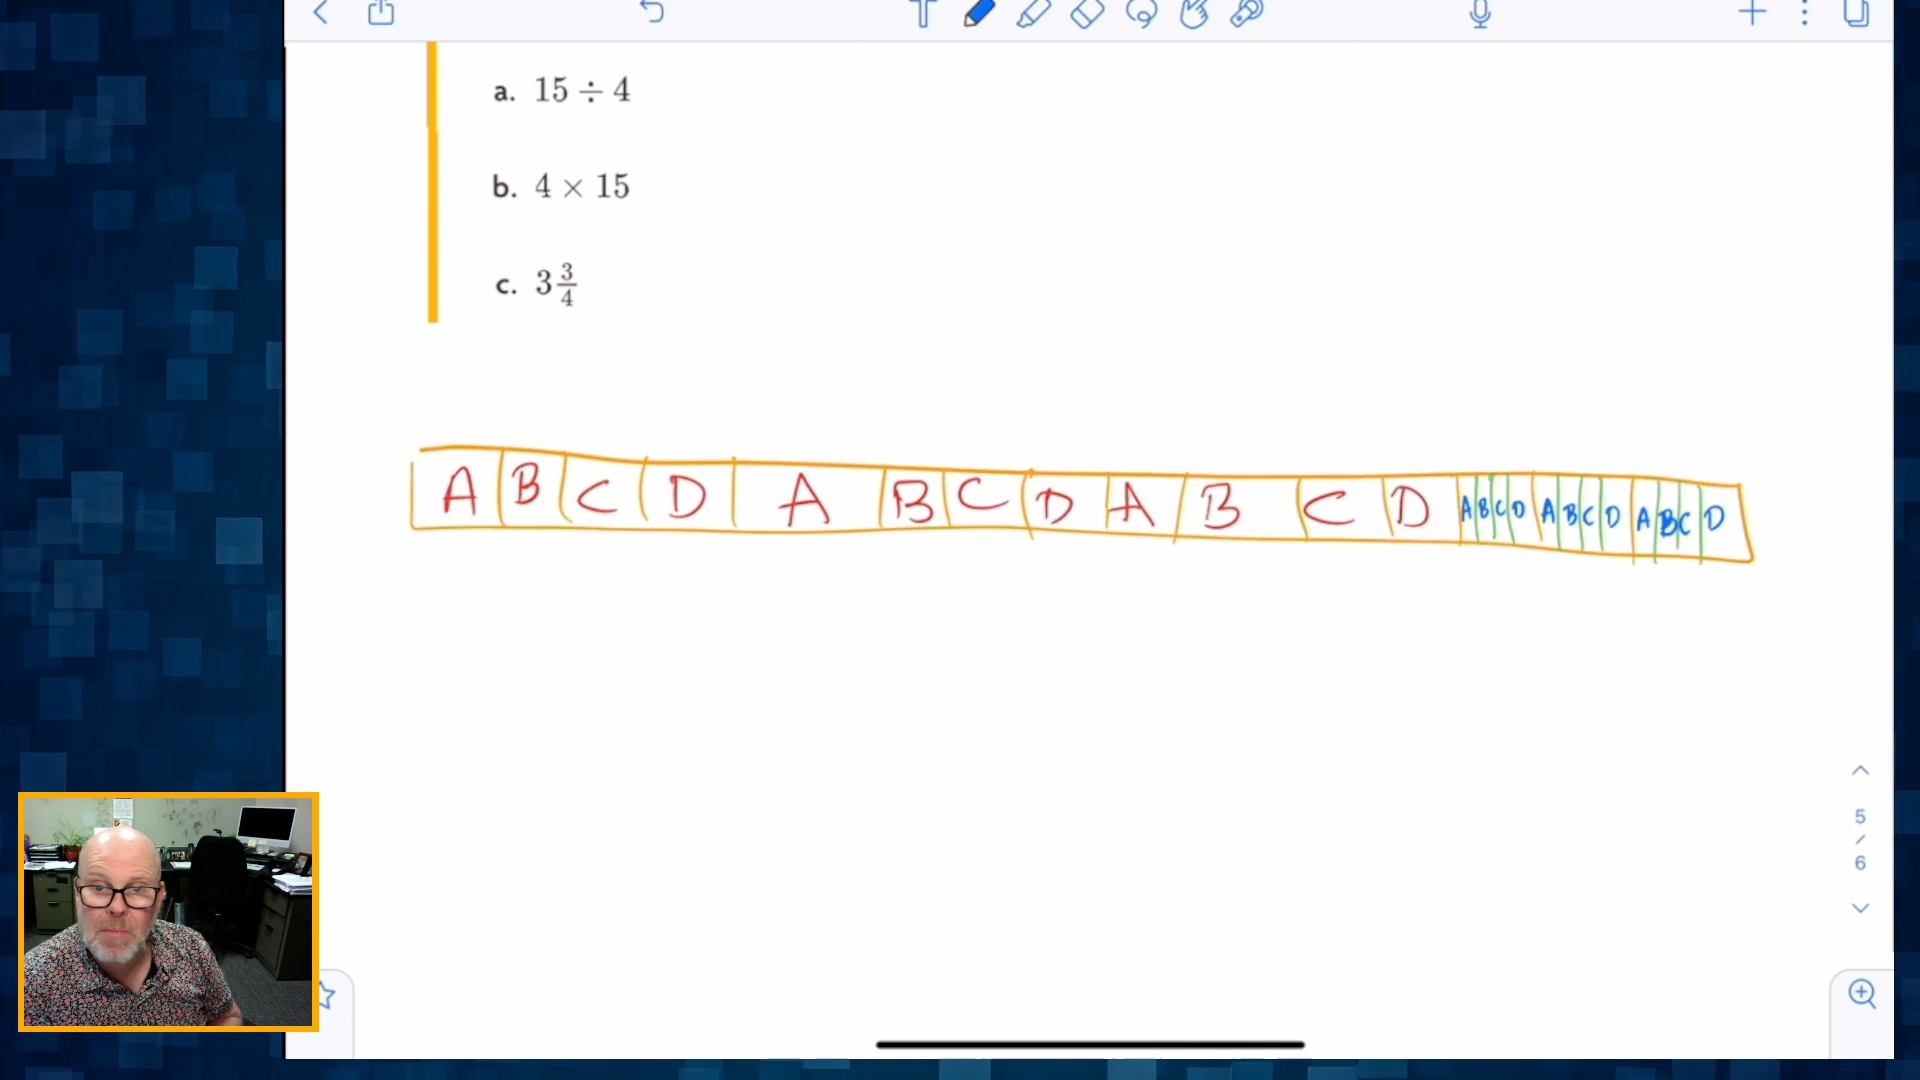 a. 15 ÷ 4
b. 4 × 15
c. 3 3/4
A B C D A B C D A B C D A B C D A B C D A B C D
5
/
6